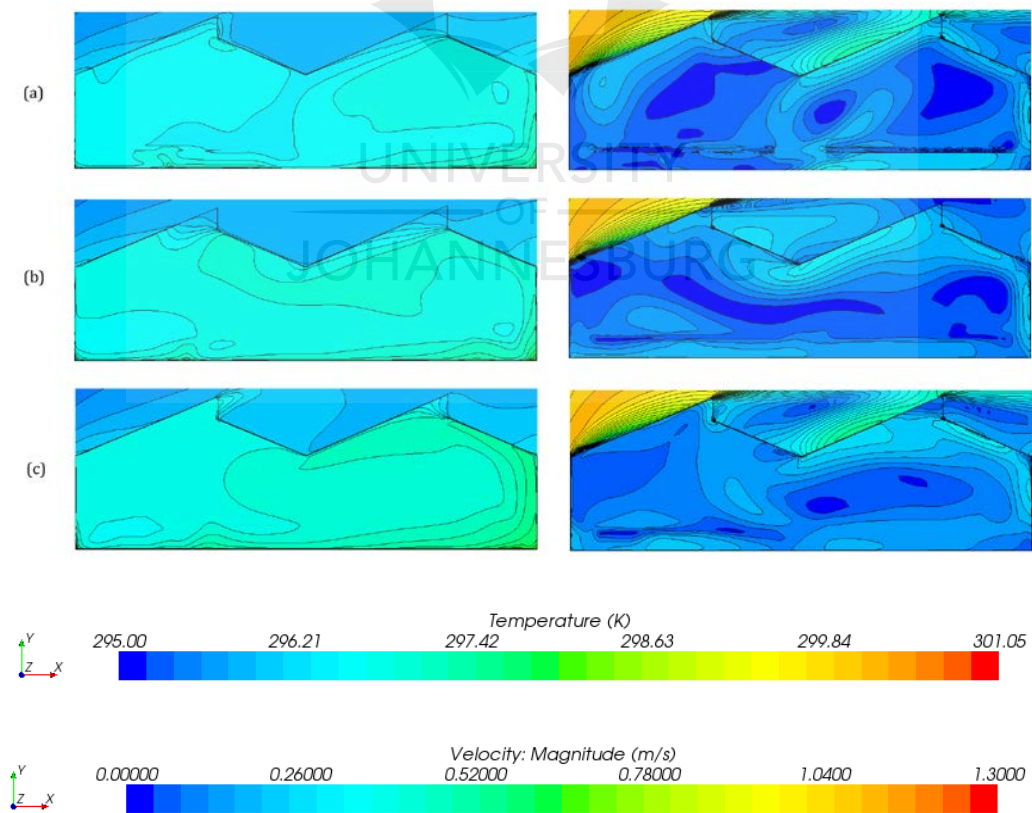 (a)
UNIVERSITY
OF
JOHANNESBURG
(b)
(c)
Temperature (K)
295.00 296.21 297.42 298.63 299.84 301.05
Y
Z X
Velocity: Magnitude (m/s)
0.00000 0.26000 0.52000 0.78000 1.0400 1.3000
Y
Z X